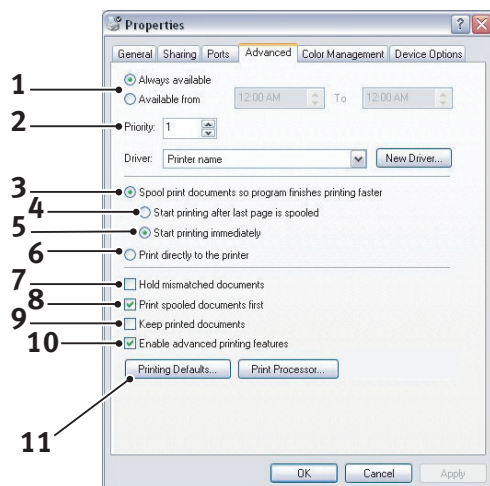 Properties
General Sharing Ports Advanced Color Management Device Options
1 Always available
Available from 12:00 AM To 12:00 AM
2 Priority: 1
Driver: Printer name New Driver...
3 Spool print documents so program finishes printing faster
4 Start printing after last page is spooled
5 Start printing immediately
6 Print directly to the printer
7 Hold mismatched documents
8 Print spooled documents first
9 Keep printed documents
10 Enable advanced printing features
Printing Defaults... Print Processor...
11
OK Cancel Apply